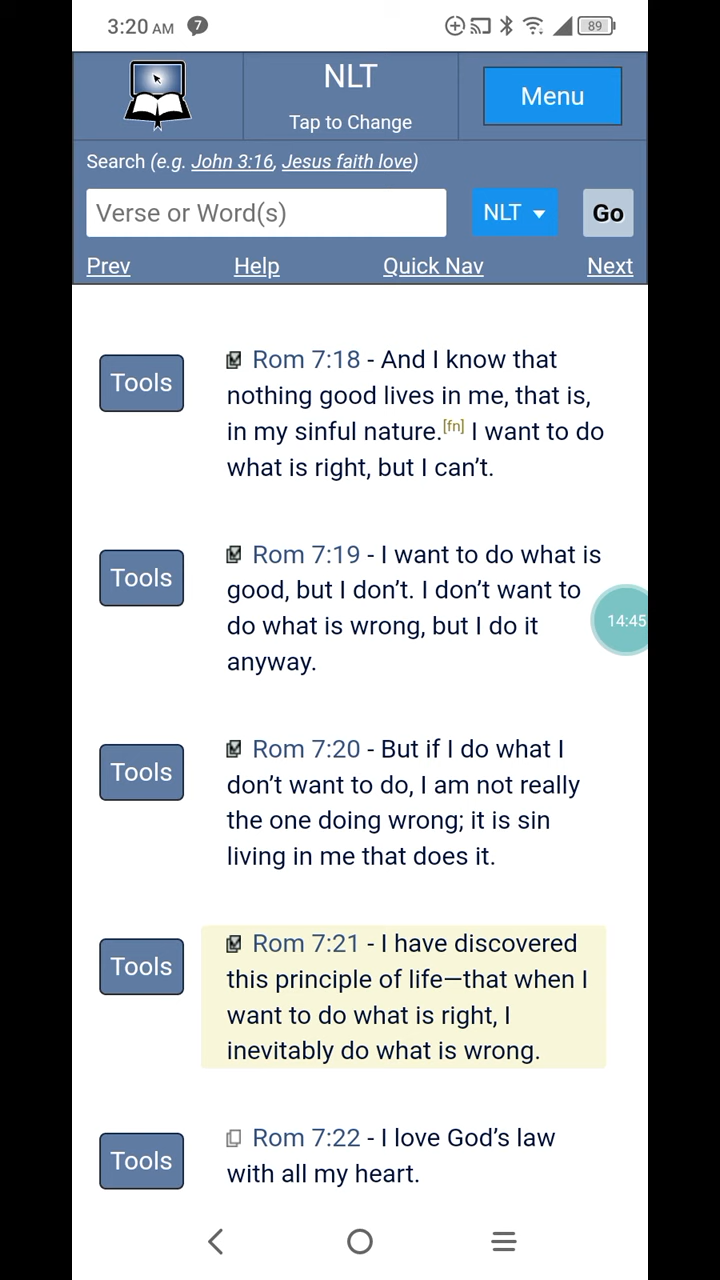 3:20 AM 7 89
NLT
Tap to Change
Menu
Search (e.g. John 3:16, Jesus faith love)
Verse or Word(s) NLT Go
Prev Help Quick Nav Next
Tools
Rom 7:18 - And I know that
nothing good lives in me, that is,
in my sinful nature.[fn] I want to do
what is right, but I can’t.
Tools
Rom 7:19 - I want to do what is
good, but I don’t. I don’t want to
do what is wrong, but I do it
anyway.
14:45
Tools
Rom 7:20 - But if I do what I
don’t want to do, I am not really
the one doing wrong; it is sin
living in me that does it.
Tools
Rom 7:21 - I have discovered
this principle of life—that when I
want to do what is right, I
inevitably do what is wrong.
Tools
Rom 7:22 - I love God’s law
with all my heart.